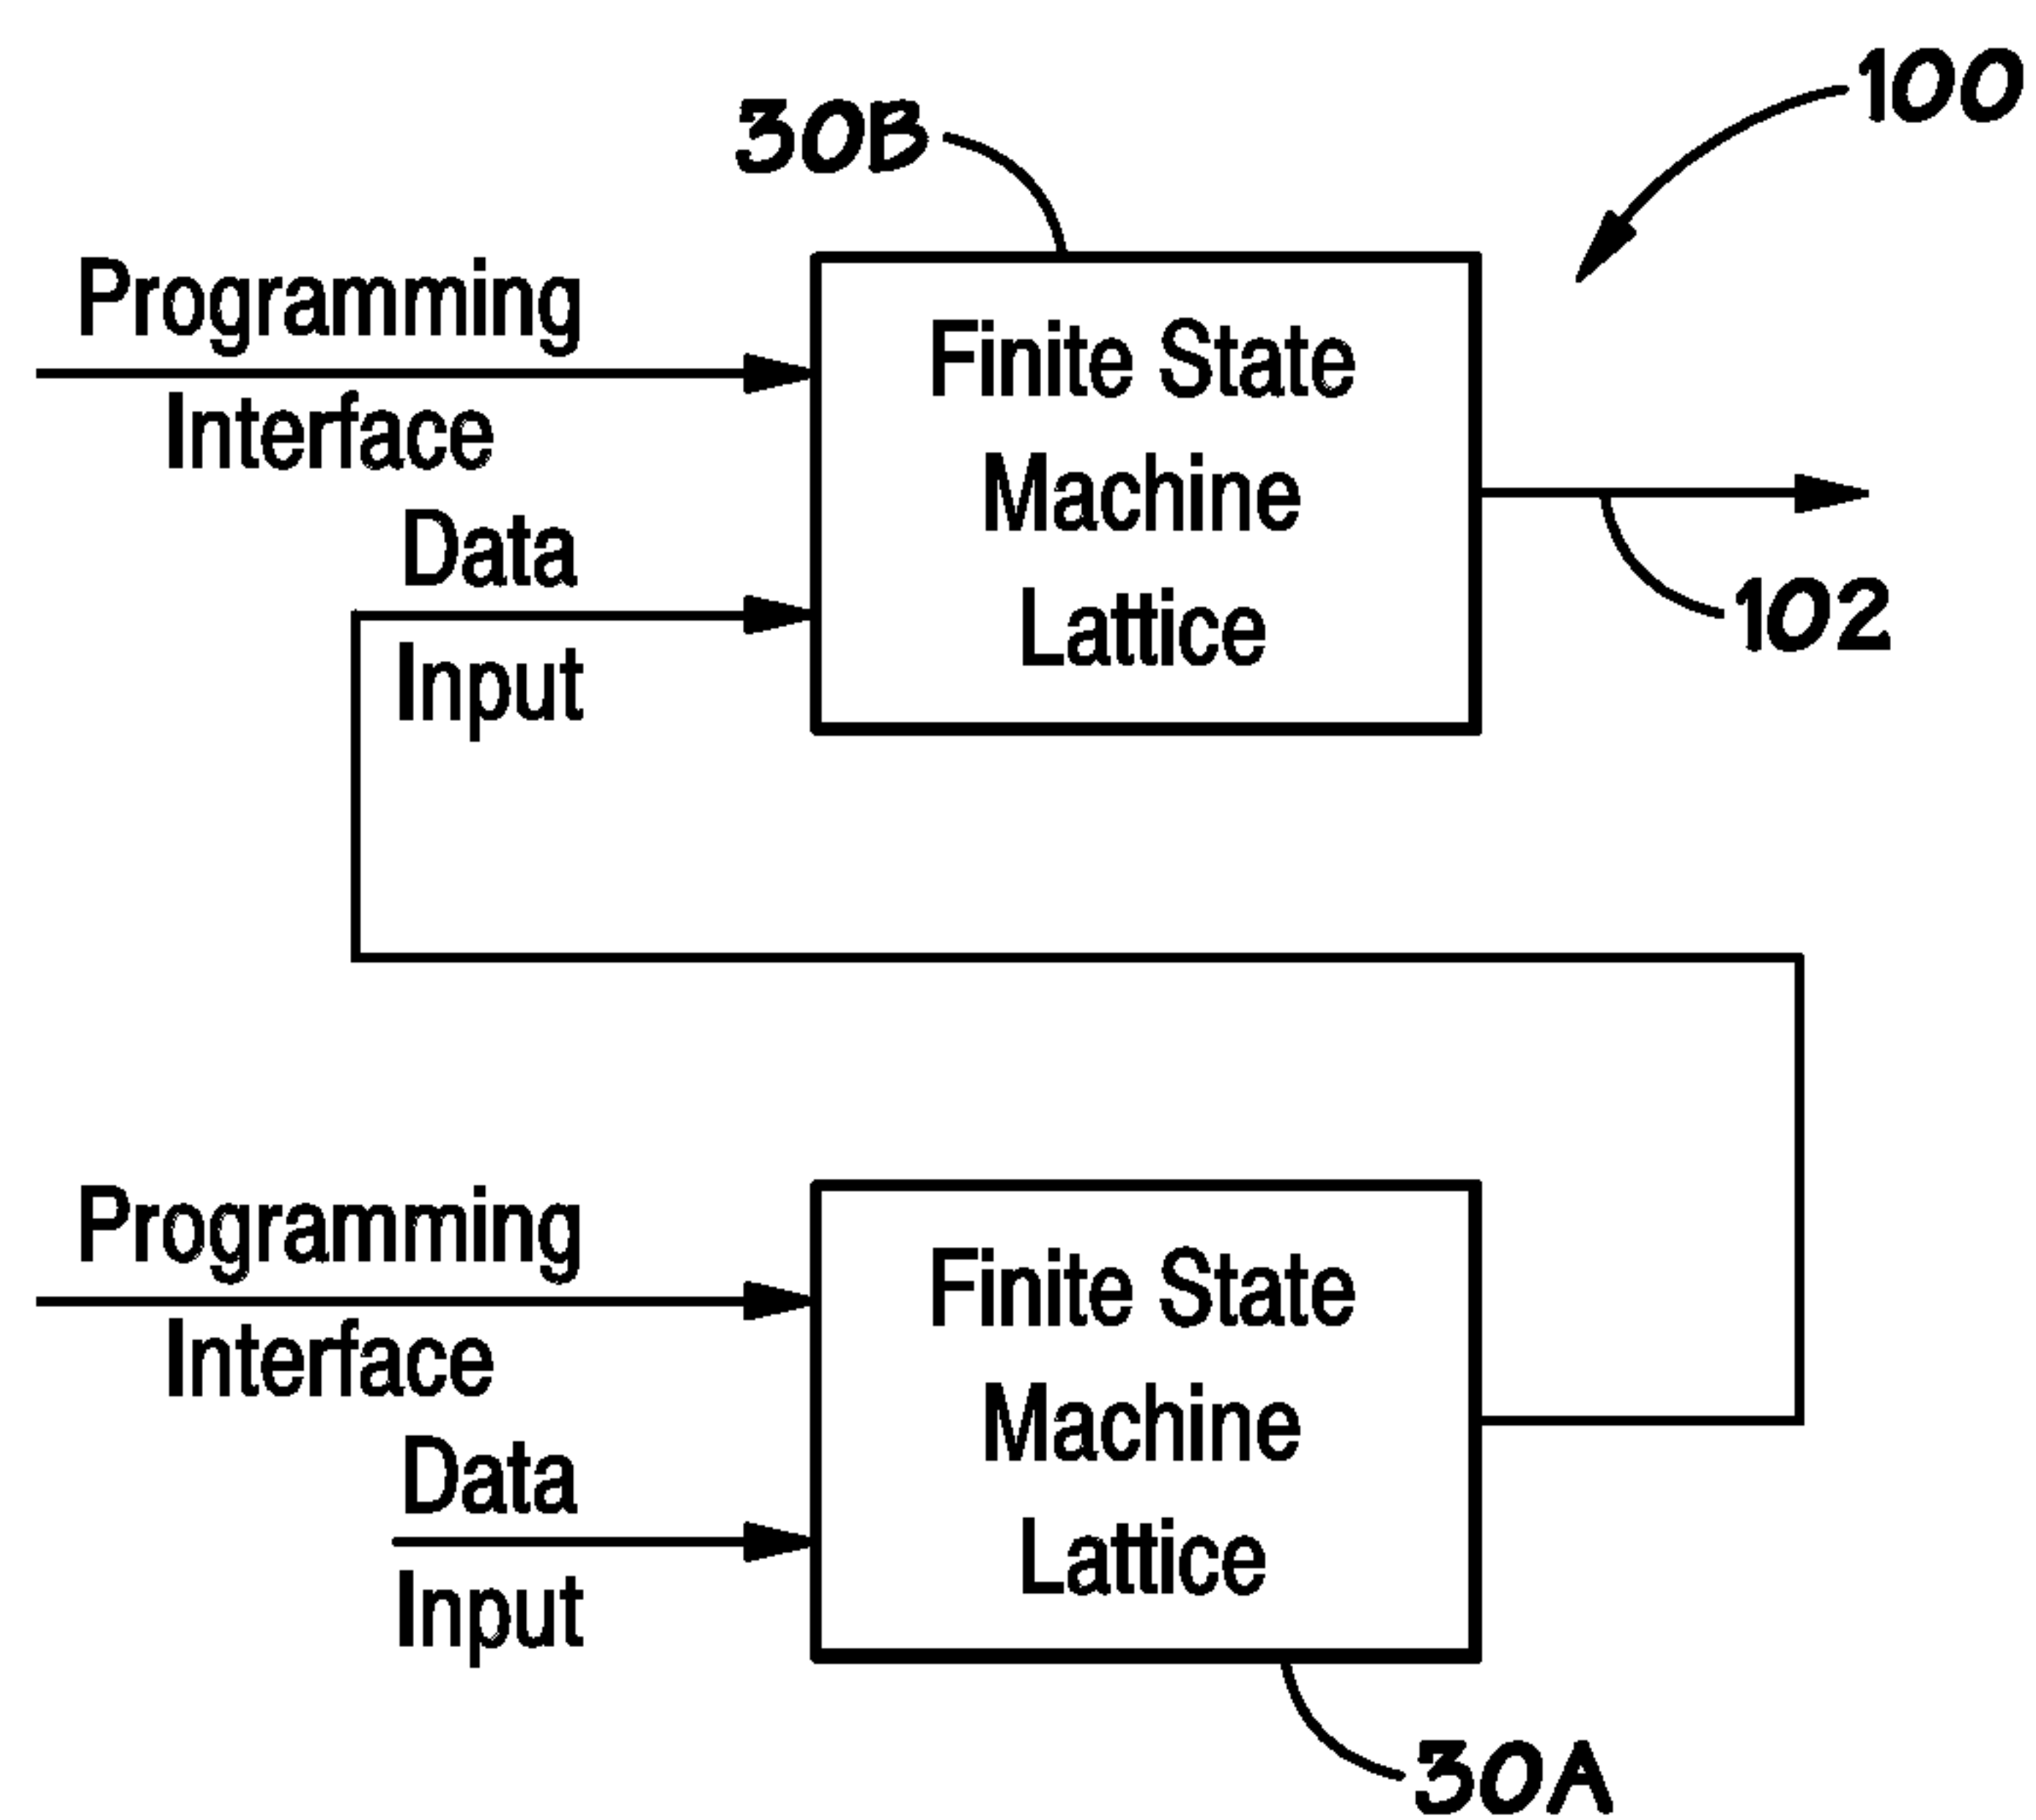 100
30B
Programming
Interface
Data
Input
Finite State
Machine
Lattice
102
Programming
Interface
Data
Input
Finite State
Machine
Lattice
30A